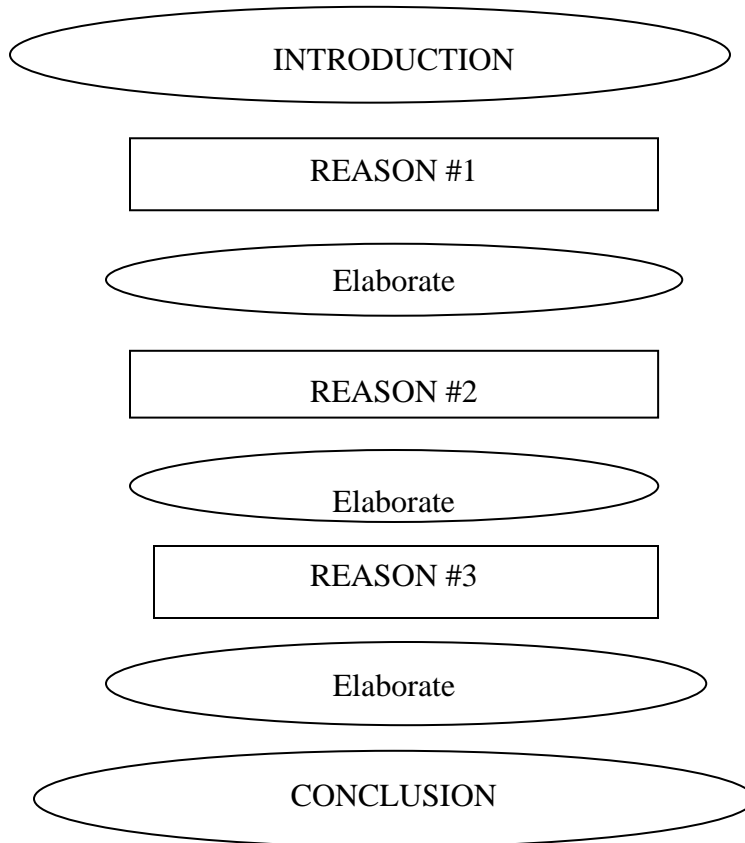 INTRODUCTION
REASON #1
Elaborate
REASON #2
Elaborate
REASON #3
Elaborate
CONCLUSION